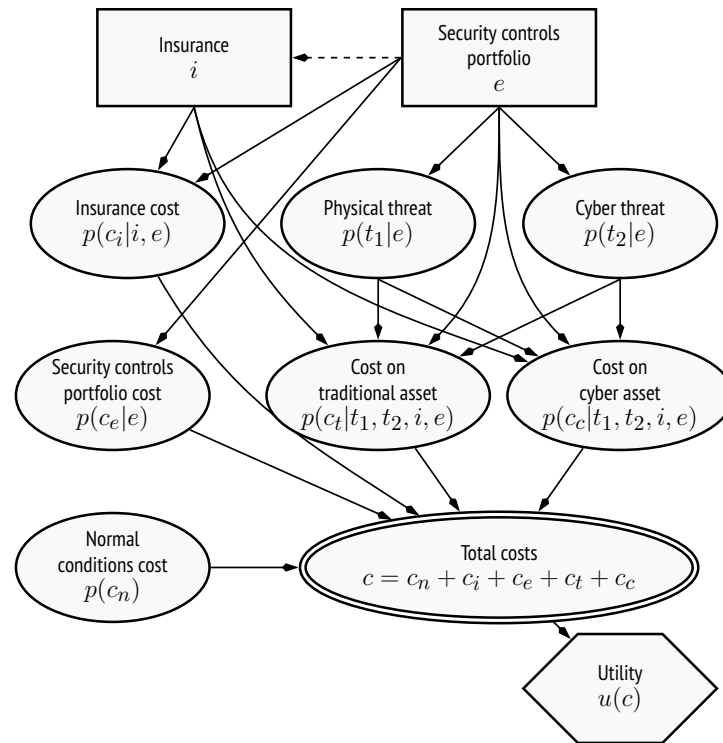 Insurance
i
Security controls
portfolio
e
Insurance cost
p(c_i|i, e)
Physical threat
p(t_1|e)
Cyber threat
p(t_2|e)
Security controls
portfolio cost
p(c_e|e)
Cost on
traditional asset
p(c_t|t_1, t_2, i, e)
Cost on
cyber asset
p(c_c|t_1, t_2, i, e)
Normal
conditions cost
p(c_n)
Total costs
c = c_n + c_i + c_e + c_t + c_c
Utility
u(c)